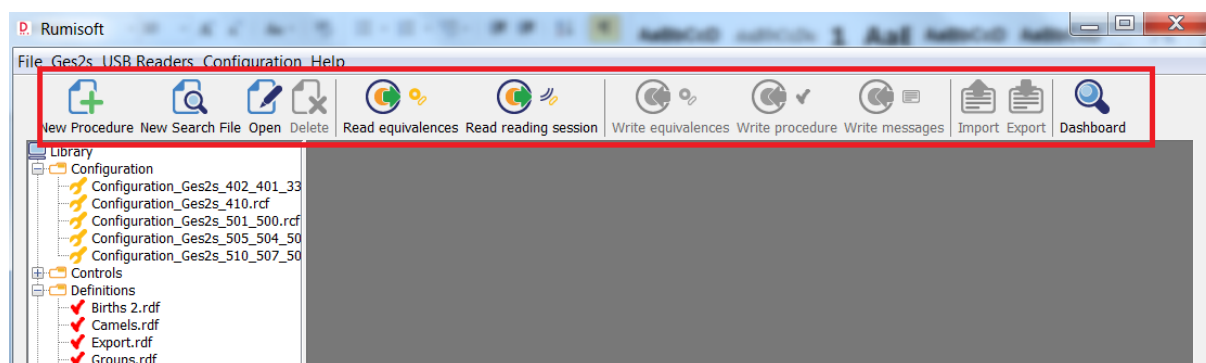 Rumisoft
File Ges2s USB Readers Configuration Help
New Procedure New Search File Open Delete Read equivalences Read reading session Write equivalences Write procedure Write messages Import Export Dashboard
Library
Configuration
Configuration_Ges2s_402_401_33
Configuration_Ges2s_410.rcf
Configuration_Ges2s_501_500.rcf
Configuration_Ges2s_505_504_50
Configuration_Ges2s_510_507_50
Controls
Definitions
Births 2.rdf
Camels.rdf
Export.rdf
Groups.rdf